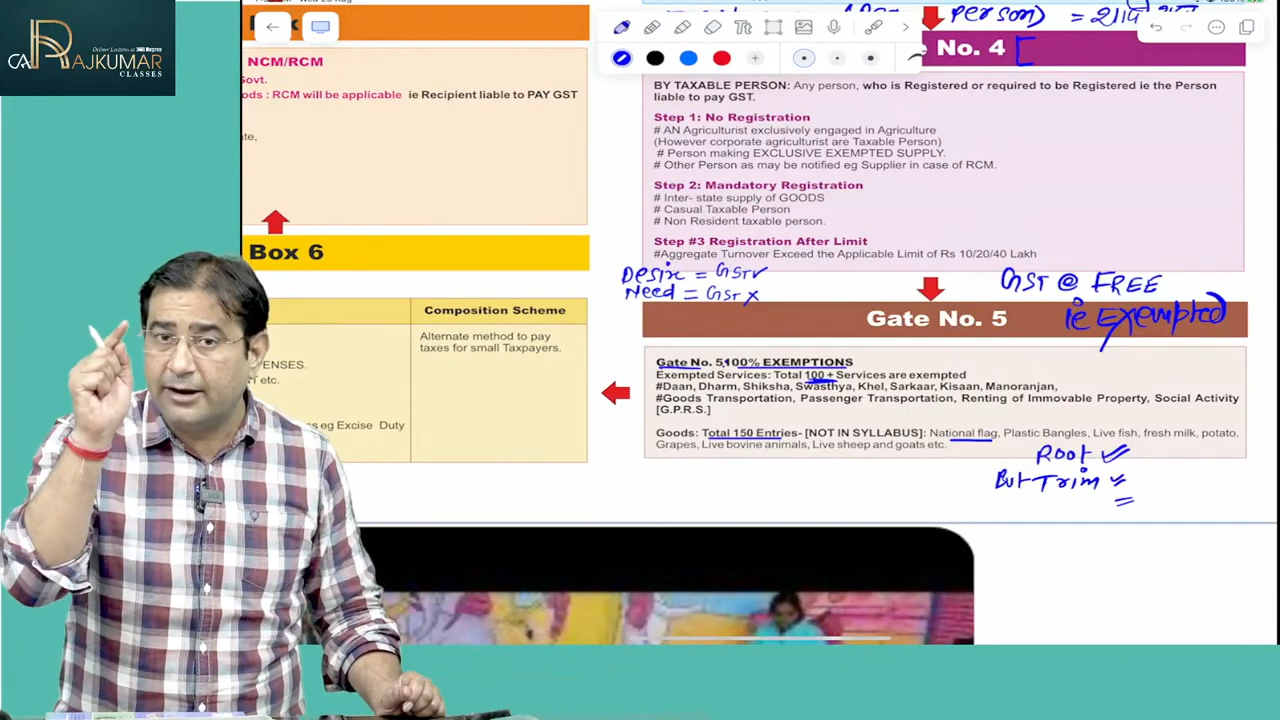 Deliver Lectures at 360 Degree
CA RAJKUMAR
CLASSES
person)
NCM/RCM
ovt.
ods : RCM will be applicable ie Recipient liable to PAY GST
ate,
Box 6
Composition Scheme
Alternate method to pay
taxes for small Taxpayers.
PENSES.
etc.
ns eg Excise Duty
e No. 4 [
BY TAXABLE PERSON: Any person, who is Registered or required to be Registered ie the Person
liable to pay GST.
Step 1: No Registration
# AN Agriculturist exclusively engaged in Agriculture
(However corporate agriculturist are Taxable Person)
# Person making EXCLUSIVE EXEMPTED SUPPLY.
# Other Person as may be notified eg Supplier in case of RCM.
Step 2: Mandatory Registration
# Inter- state supply of GOODS
# Casual Taxable Person
# Non Resident taxable person.
Step #3 Registration After Limit
#Aggregate Turnover Exceed the Applicable Limit of Rs 10/20/40 Lakh
Desire = GST✓
Need = GST x
GST @ FREE
ie Exempted
Gate No. 5
Gate No. 5,100% EXEMPTIONS
Exempted Services: Total 100 + Services are exempted
#Daan, Dharm, Shiksha, Swasthya, Khel, Sarkaar, Kisaan, Manoranjan,
#Goods Transportation, Passenger Transportation, Renting of Immovable Property, Social Activity
[G.P.R.S.]
Goods: Total 150 Entries- [NOT IN SYLLABUS]: National flag, Plastic Bangles, Live fish, fresh milk, potato,
Grapes, Live bovine animals, Live sheep and goats etc.
Root ✓
But Trim ✓